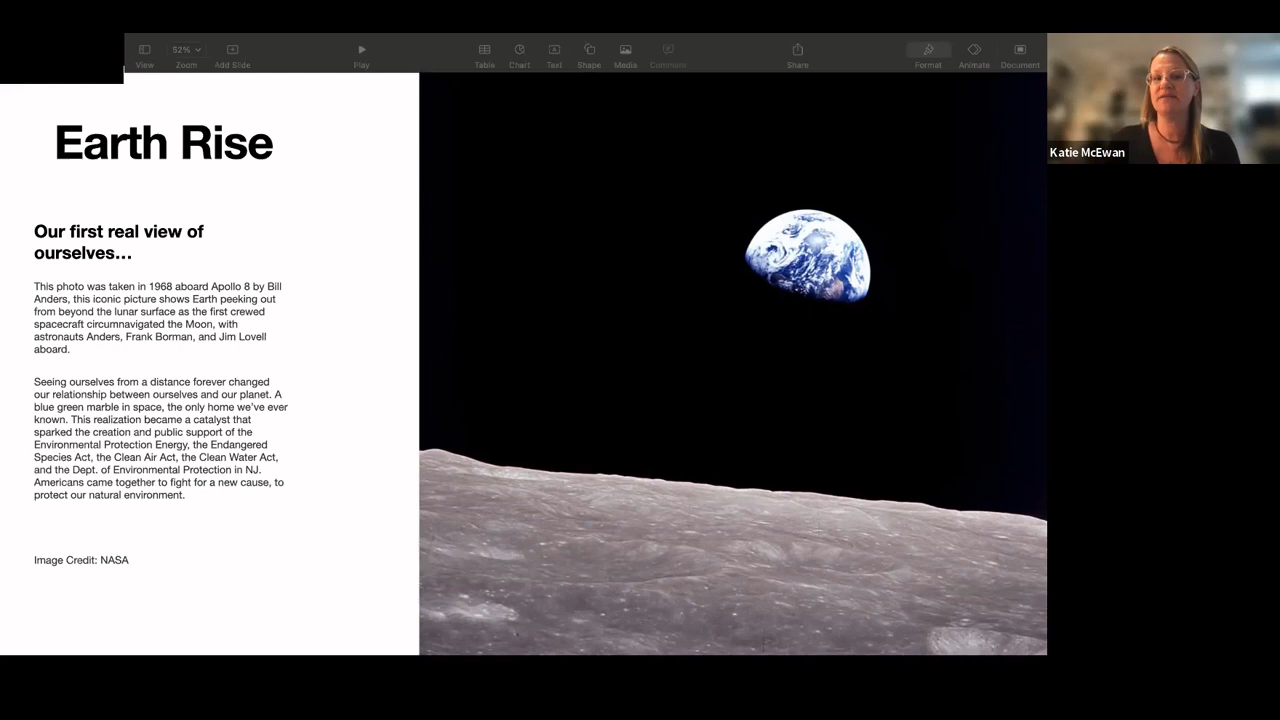 52%
View
Zoom
Add Slide
Play
Table
Chart
Text
Shape
Media
Comment
Share
Format
Animate
Document
Katie McEwan
Earth Rise
Our first real view of
ourselves…
This photo was taken in 1968 aboard Apollo 8 by Bill
Anders, this iconic picture shows Earth peeking out
from beyond the lunar surface as the first crewed
spacecraft circumnavigated the Moon, with
astronauts Anders, Frank Borman, and Jim Lovell
aboard.
Seeing ourselves from a distance forever changed
our relationship between ourselves and our planet. A
blue green marble in space, the only home we've ever
known. This realization became a catalyst that
sparked the creation and public support of the
Environmental Protection Energy, the Endangered
Species Act, the Clean Air Act, the Clean Water Act,
and the Dept. of Environmental Protection in NJ.
Americans came together to fight for a new cause, to
protect our natural environment.
Image Credit: NASA